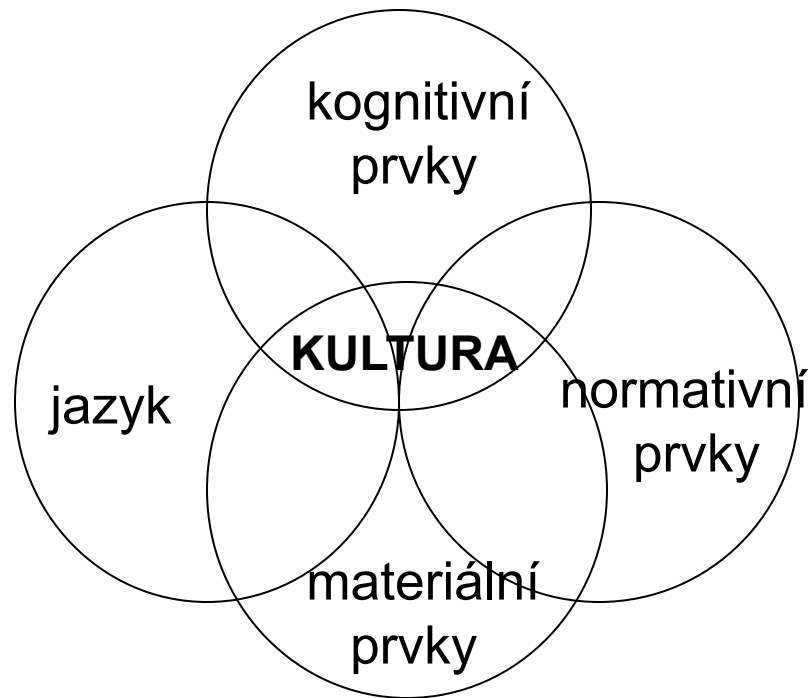 kognitivní
prvky
KULTURA
jazyk
normativní
prvky
materiální
prvky